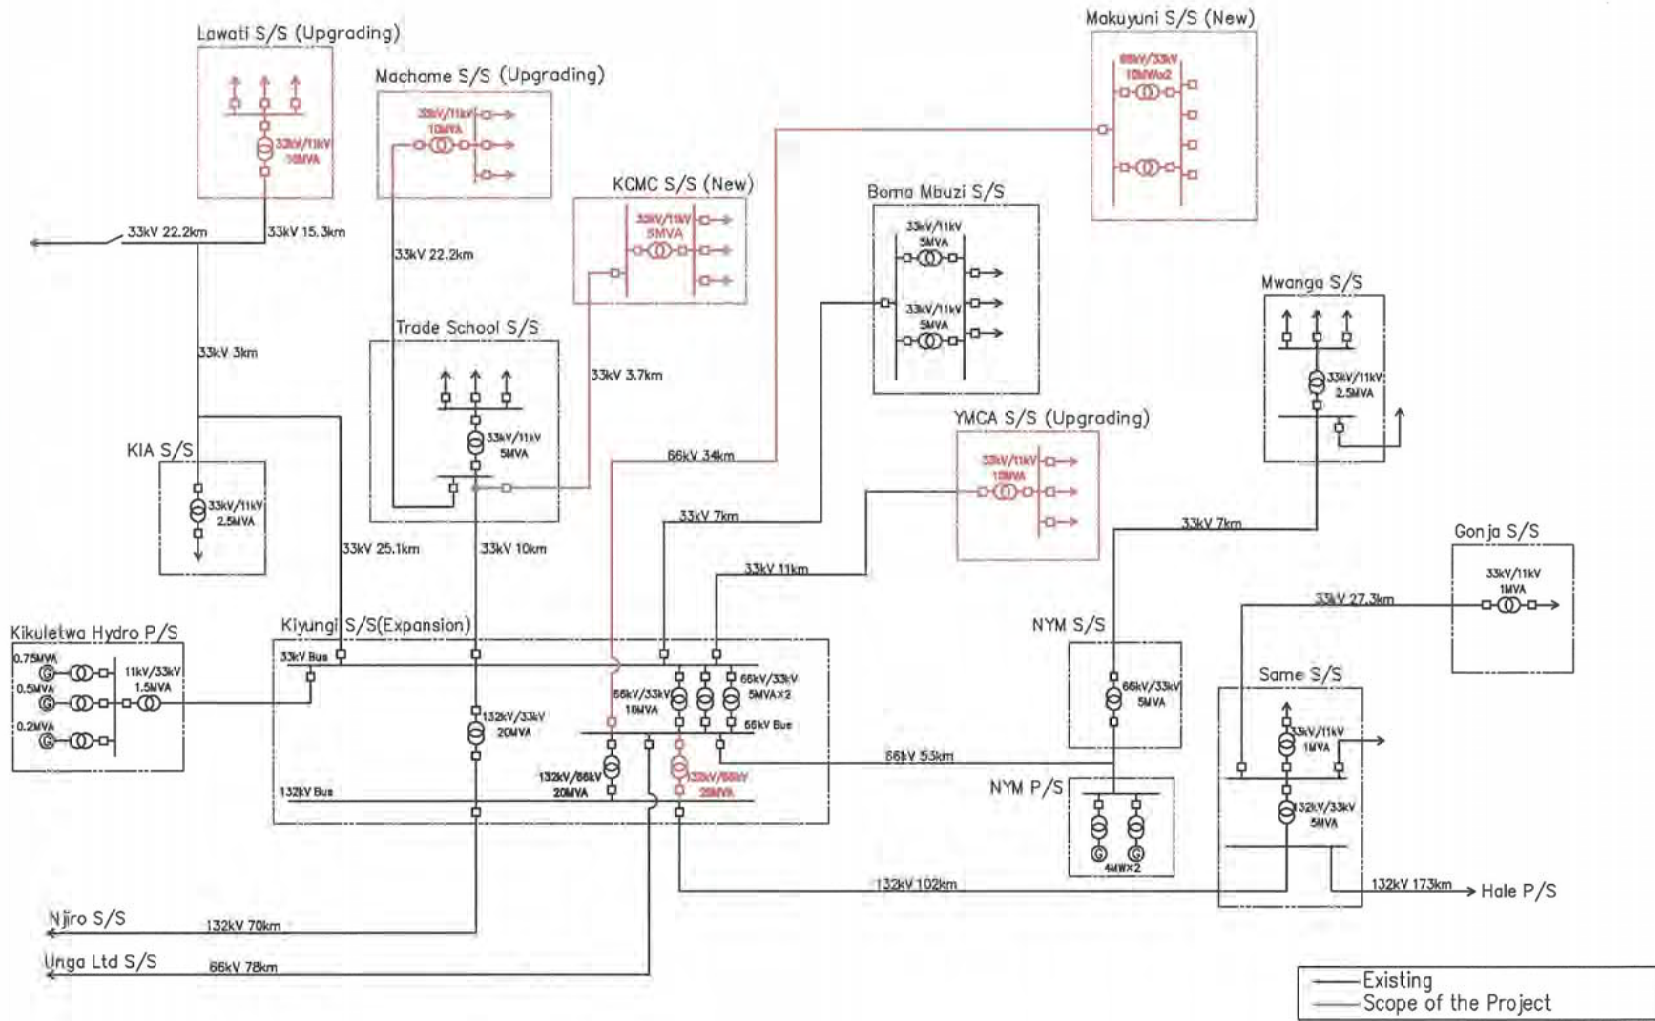 Lawati S/S (Upgrading)
33kV/11kV
10MVA
33kV 22.2km
33kV 15.3km
33kV 3km
Machame S/S (Upgrading)
33kV/11kV
10MVA
33kV 22.2km
KCMC S/S (New)
33kV/11kV
5MVA
33kV 3.7km
Makuyuni S/S (New)
66kV/33kV
10MVA×2
66kV 34km
Boma Mbuzi S/S
33kV/11kV
5MVA
33kV/11kV
5MVA
33kV 7km
Mwanga S/S
33kV/11kV
2.5MVA
33kV 7km
Trade School S/S
33kV/11kV
5MVA
33kV 10km
KIA S/S
33kV/11kV
2.5MVA
33kV 25.1km
YMCA S/S (Upgrading)
33kV/11kV
10MVA
33kV 11km
Gonja S/S
33kV/11kV
1MVA
33kV 27.3km
Kikuletwa Hydro P/S
0.75MVA
G
0.5MVA
G
0.2MVA
G
11kV/33kV
1.5MVA
Kiyungi S/S(Expansion)
33kV Bus
132kV/33kV
20MVA
66kV/33kV
10MVA
66kV/33kV
5MVA×2
66kV Bus
132kV/66kV
20MVA
132kV/66kV
20MVA
132kV Bus
NYM S/S
66kV/33kV
5MVA
66kV 53km
NYM P/S
G
G
4MW×2
Same S/S
33kV/11kV
1MVA
132kV/33kV
5MVA
132kV 102km
132kV 173km
Hale P/S
Njiro S/S
132kV 70km
Unga Ltd S/S
66kV 78km
Existing
Scope of the Project